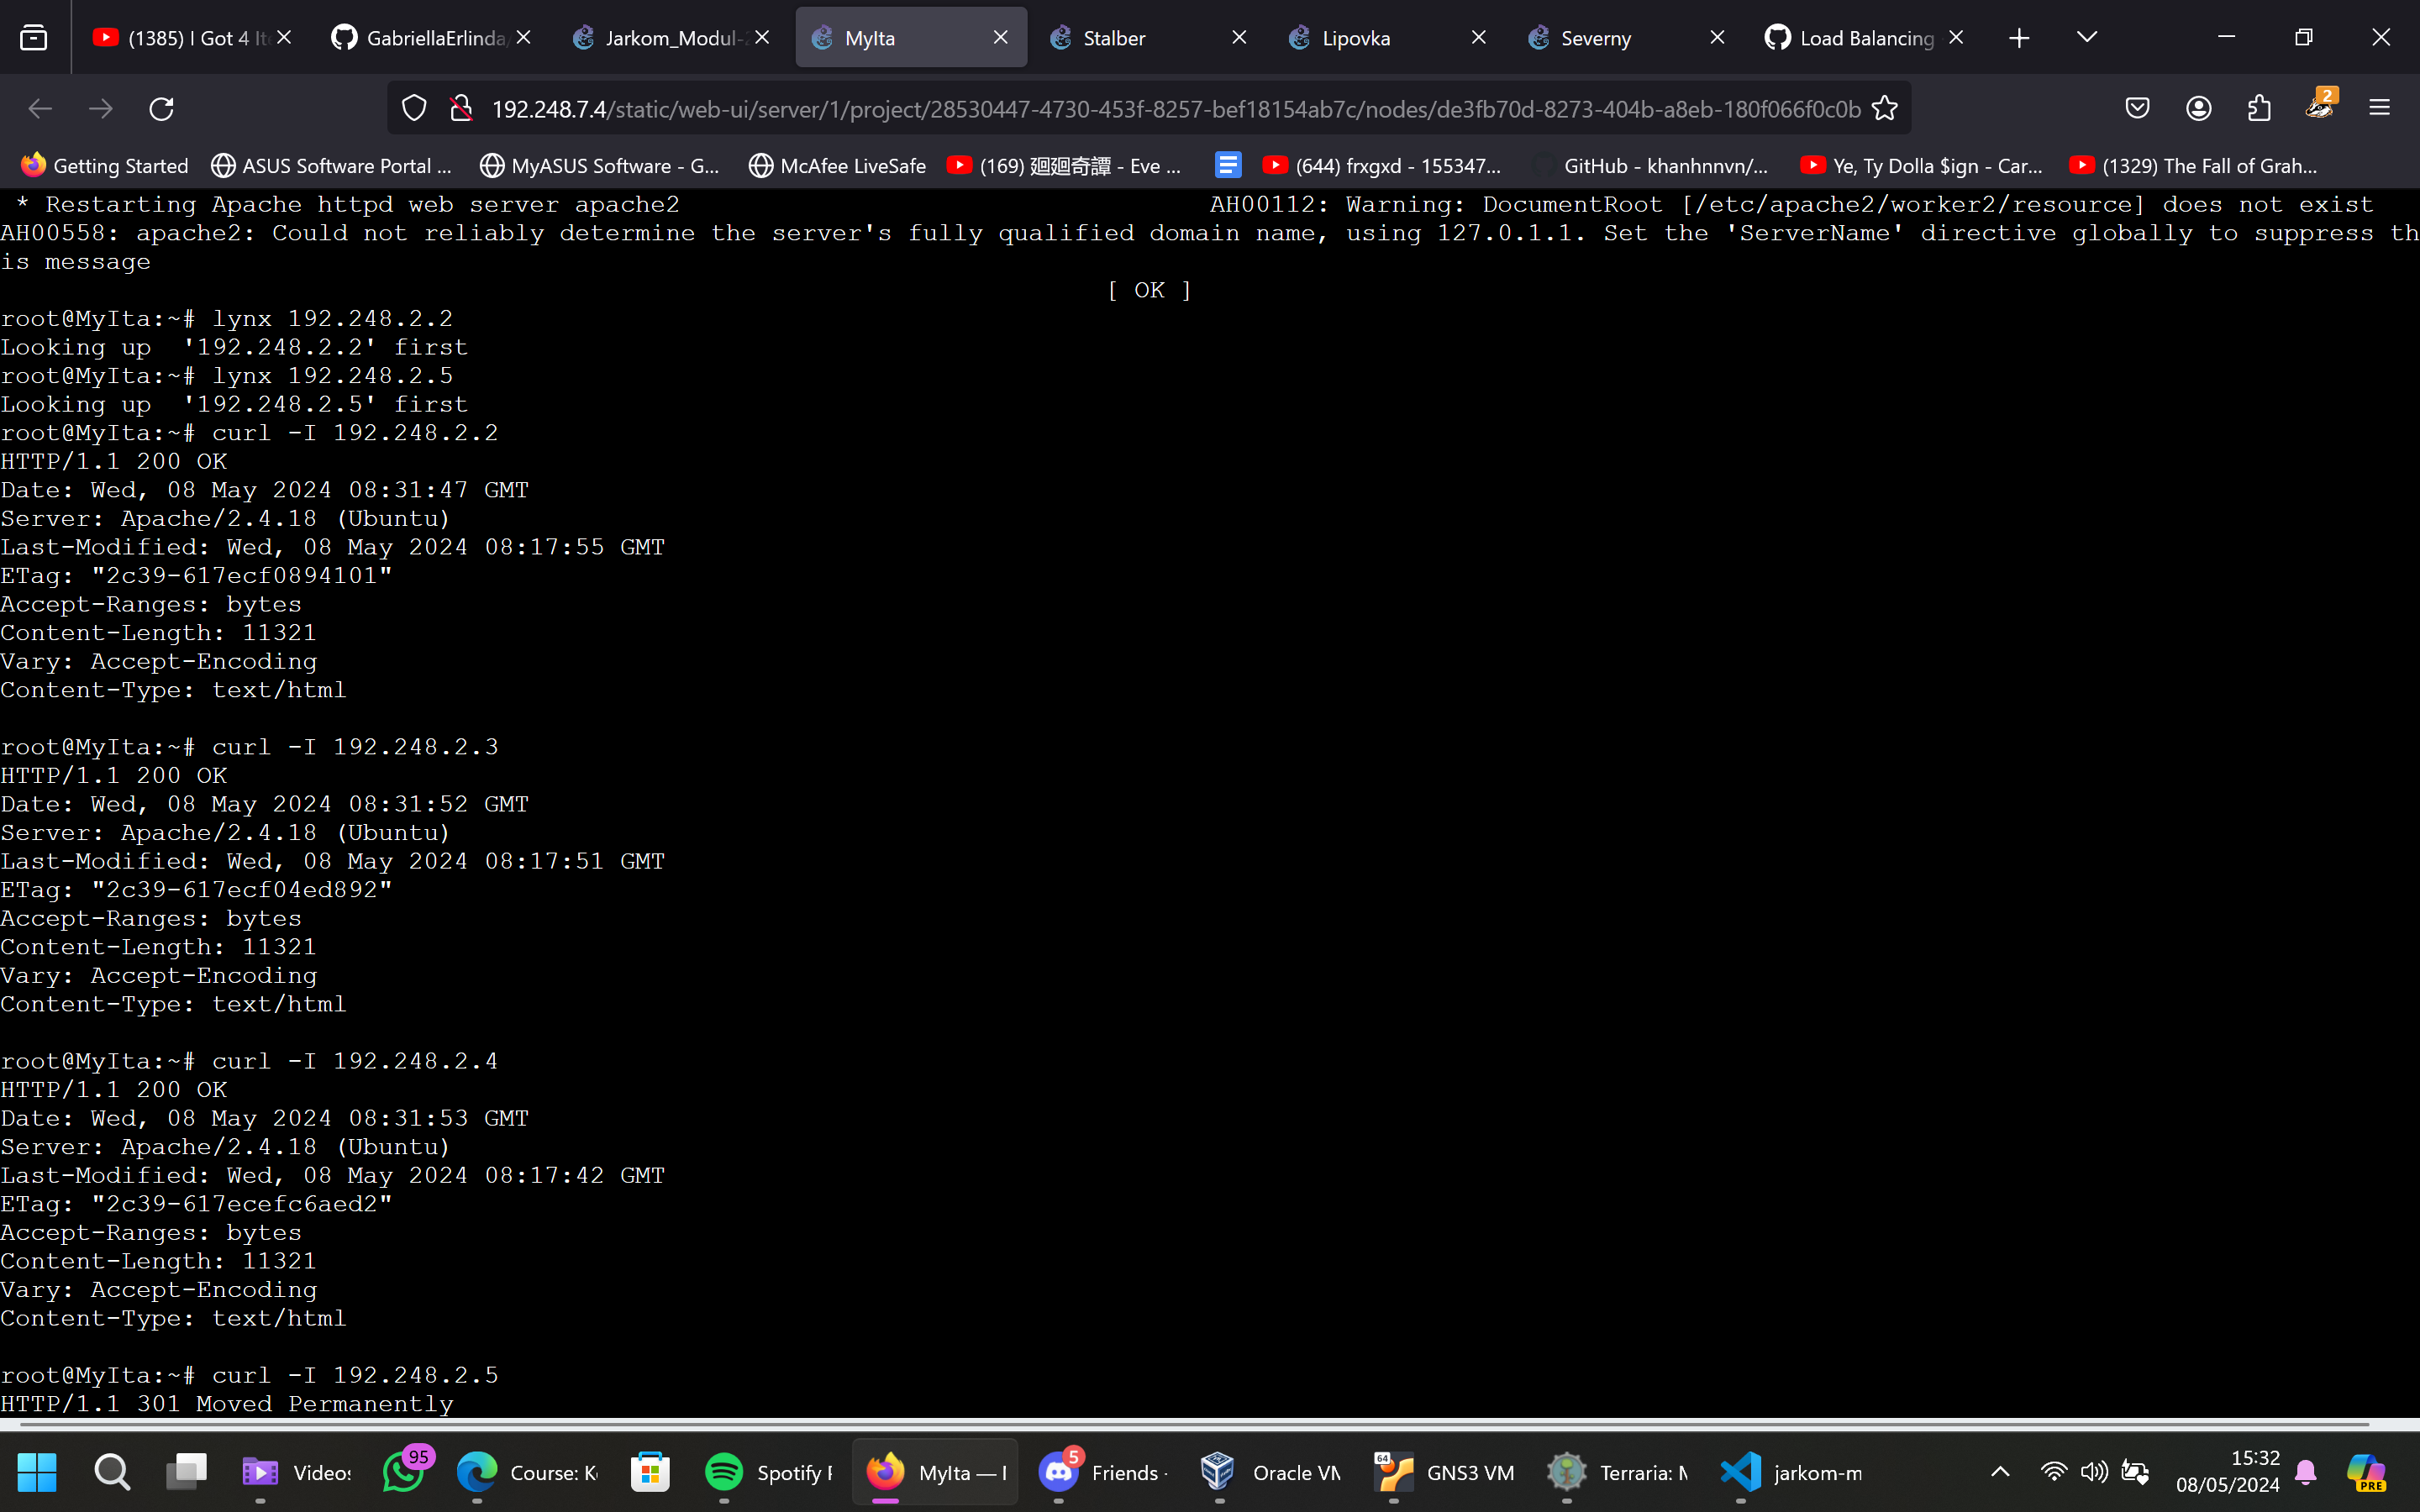 (1385) I Got 4 It
GabriellaErlinda/
Jarkom_Modul-2
MyIta
Stalber
Lipovka
Severny
Load Balancing
192.248.7.4/static/web-ui/server/1/project/28530447-4730-453f-8257-bef18154ab7c/nodes/de3fb70d-8273-404b-a8eb-180f066f0c0b
2
Getting Started
ASUS Software Portal ...
MyASUS Software - G...
McAfee LiveSafe
(169) 廻廻奇譚 - Eve ...
(644) frxgxd - 155347...
GitHub - khanhnnvn/...
Ye, Ty Dolla $ign - Car...
(1329) The Fall of Grah...
* Restarting Apache httpd web server apache2 AH00112: Warning: DocumentRoot [/etc/apache2/worker2/resource] does not exist
AH00558: apache2: Could not reliably determine the server's fully qualified domain name, using 127.0.1.1. Set the 'ServerName' directive globally to suppress th
is message
[ OK ]
root@MyIta:~# lynx 192.248.2.2
Looking up  '192.248.2.2' first
root@MyIta:~# lynx 192.248.2.5
Looking up  '192.248.2.5' first
root@MyIta:~# curl -I 192.248.2.2
HTTP/1.1 200 OK
Date: Wed, 08 May 2024 08:31:47 GMT
Server: Apache/2.4.18 (Ubuntu)
Last-Modified: Wed, 08 May 2024 08:17:55 GMT
ETag: "2c39-617ecf0894101"
Accept-Ranges: bytes
Content-Length: 11321
Vary: Accept-Encoding
Content-Type: text/html
root@MyIta:~# curl -I 192.248.2.3
HTTP/1.1 200 OK
Date: Wed, 08 May 2024 08:31:52 GMT
Server: Apache/2.4.18 (Ubuntu)
Last-Modified: Wed, 08 May 2024 08:17:51 GMT
ETag: "2c39-617ecf04ed892"
Accept-Ranges: bytes
Content-Length: 11321
Vary: Accept-Encoding
Content-Type: text/html
root@MyIta:~# curl -I 192.248.2.4
HTTP/1.1 200 OK
Date: Wed, 08 May 2024 08:31:53 GMT
Server: Apache/2.4.18 (Ubuntu)
Last-Modified: Wed, 08 May 2024 08:17:42 GMT
ETag: "2c39-617ecefc6aed2"
Accept-Ranges: bytes
Content-Length: 11321
Vary: Accept-Encoding
Content-Type: text/html
root@MyIta:~# curl -I 192.248.2.5
HTTP/1.1 301 Moved Permanently
Videos
95
Course: K
Spotify
MyIta —
5
Friends -
Oracle VM
64
GNS3 VM
Terraria:
jarkom-m
15:32
08/05/2024
PRE